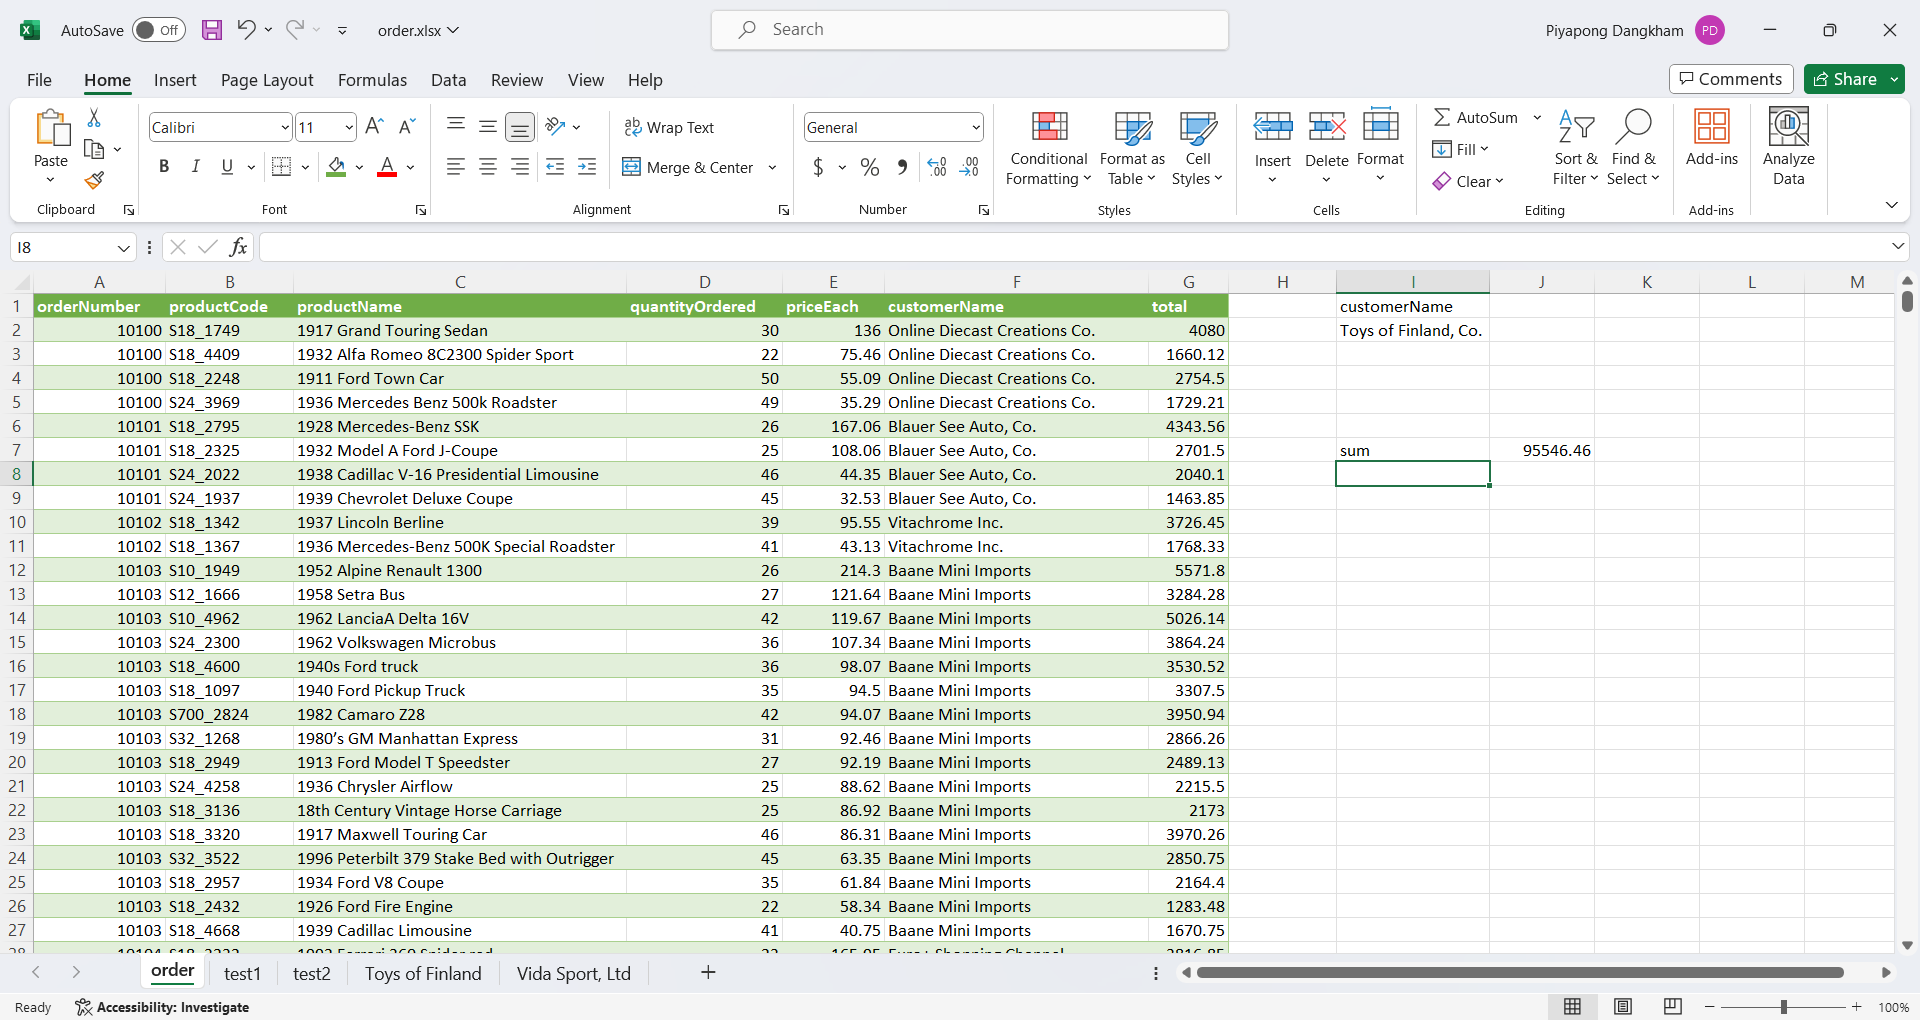 AutoSave Off order.xlsx Search Piyapong Dangkham PD
File Home Insert Page Layout Formulas Data Review View Help Comments Share
Paste Calibri 11 Wrap Text General Conditional Formatting Format as Table Cell Styles Insert Delete Format AutoSum Fill Clear Sort & Filter Find & Select Add-ins Analyze Data
B I U A Merge & Center $ %
Clipboard Font Alignment Number Styles Cells Editing Add-ins
I8 fx
A B C D E F G H I J K L M
1 orderNumber productCode productName quantityOrdered priceEach customerName total customerName
2 10100 S18_1749 1917 Grand Touring Sedan 30 136 Online Diecast Creations Co. 4080 Toys of Finland, Co.
3 10100 S18_4409 1932 Alfa Romeo 8C2300 Spider Sport 22 75.46 Online Diecast Creations Co. 1660.12
4 10100 S18_2248 1911 Ford Town Car 50 55.09 Online Diecast Creations Co. 2754.5
5 10100 S24_3969 1936 Mercedes Benz 500k Roadster 49 35.29 Online Diecast Creations Co. 1729.21
6 10101 S18_2795 1928 Mercedes-Benz SSK 26 167.06 Blauer See Auto, Co. 4343.56
7 10101 S18_2325 1932 Model A Ford J-Coupe 25 108.06 Blauer See Auto, Co. 2701.5 sum 95546.46
8 10101 S24_2022 1938 Cadillac V-16 Presidential Limousine 46 44.35 Blauer See Auto, Co. 2040.1
9 10101 S24_1937 1939 Chevrolet Deluxe Coupe 45 32.53 Blauer See Auto, Co. 1463.85
10 10102 S18_1342 1937 Lincoln Berline 39 95.55 Vitachrome Inc. 3726.45
11 10102 S18_1367 1936 Mercedes-Benz 500K Special Roadster 41 43.13 Vitachrome Inc. 1768.33
12 10103 S10_1949 1952 Alpine Renault 1300 26 214.3 Baane Mini Imports 5571.8
13 10103 S12_1666 1958 Setra Bus 27 121.64 Baane Mini Imports 3284.28
14 10103 S10_4962 1962 LanciaA Delta 16V 42 119.67 Baane Mini Imports 5026.14
15 10103 S24_2300 1962 Volkswagen Microbus 36 107.34 Baane Mini Imports 3864.24
16 10103 S18_4600 1940s Ford truck 36 98.07 Baane Mini Imports 3530.52
17 10103 S18_1097 1940 Ford Pickup Truck 35 94.5 Baane Mini Imports 3307.5
18 10103 S700_2824 1982 Camaro Z28 42 94.07 Baane Mini Imports 3950.94
19 10103 S32_1268 1980’s GM Manhattan Express 31 92.46 Baane Mini Imports 2866.26
20 10103 S18_2949 1913 Ford Model T Speedster 27 92.19 Baane Mini Imports 2489.13
21 10103 S24_4258 1936 Chrysler Airflow 25 88.62 Baane Mini Imports 2215.5
22 10103 S18_3136 18th Century Vintage Horse Carriage 25 86.92 Baane Mini Imports 2173
23 10103 S18_3320 1917 Maxwell Touring Car 46 86.31 Baane Mini Imports 3970.26
24 10103 S32_3522 1996 Peterbilt 379 Stake Bed with Outrigger 45 63.35 Baane Mini Imports 2850.75
25 10103 S18_2957 1934 Ford V8 Coupe 35 61.84 Baane Mini Imports 2164.4
26 10103 S18_2432 1926 Ford Fire Engine 22 58.34 Baane Mini Imports 1283.48
27 10103 S18_4668 1939 Cadillac Limousine 41 40.75 Baane Mini Imports 1670.75
order test1 test2 Toys of Finland Vida Sport, Ltd
Ready Accessibility: Investigate 100%